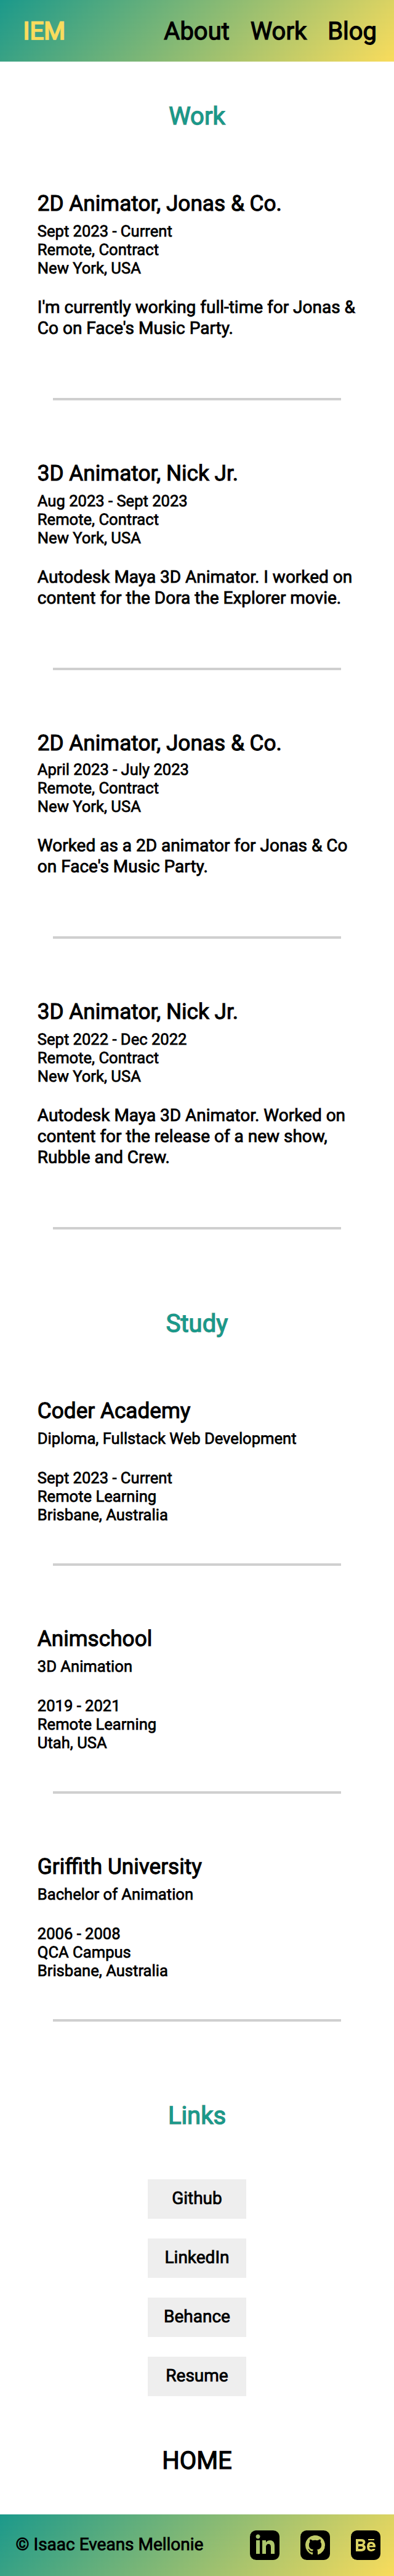 IEM About Work Blog
Work
2D Animator, Jonas & Co.
Sept 2023 - Current
Remote, Contract
New York, USA
I'm currently working full-time for Jonas &
Co on Face's Music Party.
3D Animator, Nick Jr.
Aug 2023 - Sept 2023
Remote, Contract
New York, USA
Autodesk Maya 3D Animator. I worked on
content for the Dora the Explorer movie.
2D Animator, Jonas & Co.
April 2023 - July 2023
Remote, Contract
New York, USA
Worked as a 2D animator for Jonas & Co
on Face's Music Party.
3D Animator, Nick Jr.
Sept 2022 - Dec 2022
Remote, Contract
New York, USA
Autodesk Maya 3D Animator. Worked on
content for the release of a new show,
Rubble and Crew.
Study
Coder Academy
Diploma, Fullstack Web Development
Sept 2023 - Current
Remote Learning
Brisbane, Australia
Animschool
3D Animation
2019 - 2021
Remote Learning
Utah, USA
Griffith University
Bachelor of Animation
2006 - 2008
QCA Campus
Brisbane, Australia
Links
Github
LinkedIn
Behance
Resume
HOME
© Isaac Eveans Mellonie in Bē